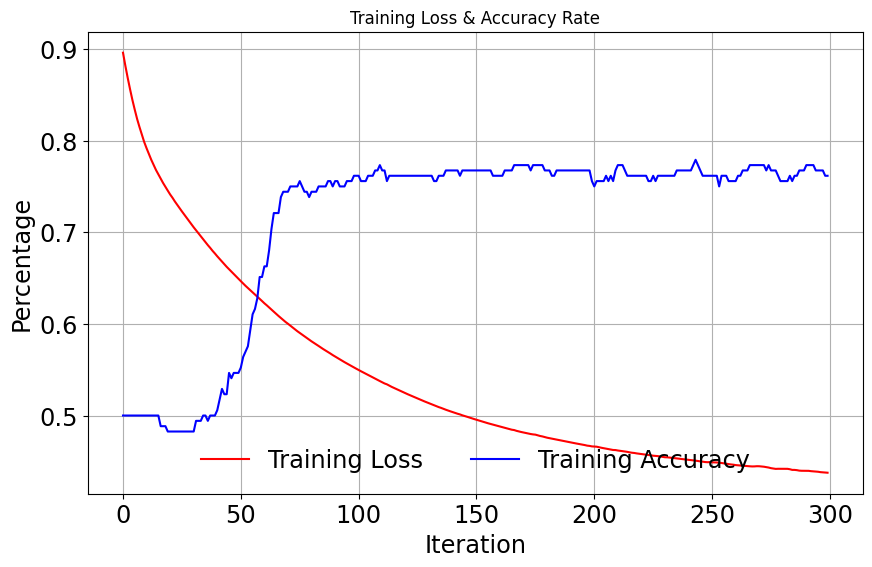 Training Loss & Accuracy Rate
Percentage
0.9
0.8
0.7
0.6
0.5
Training Loss
Training Accuracy
0 50 100 150 200 250 300
Iteration